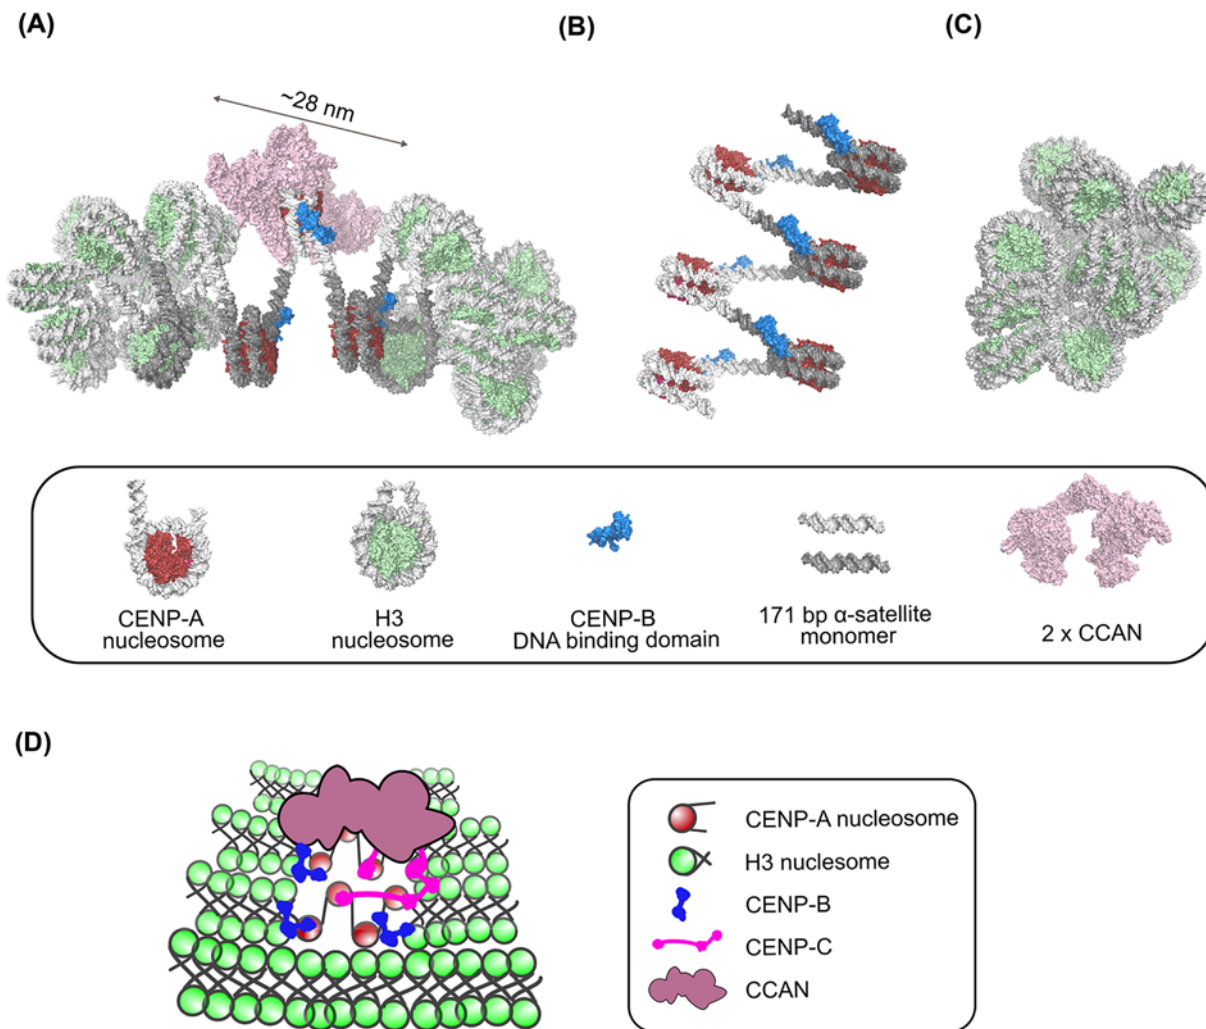 (A)
(B)
(C)
~28 nm
CENP-A
nucleosome
H3
nucleosome
CENP-B
DNA binding domain
171 bp α-satellite
monomer
2 x CCAN
(D)
CENP-A nucleosome
H3 nuclesome
CENP-B
CENP-C
CCAN